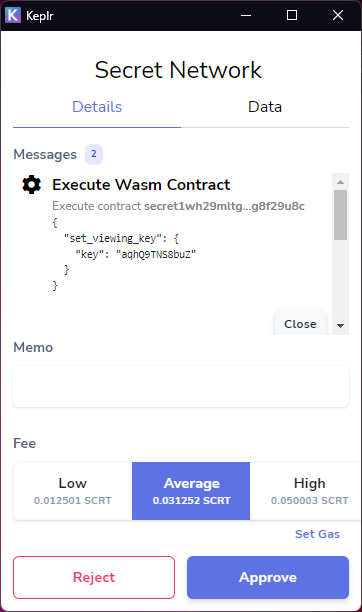 Keplr
Secret Network
Details Data
Messages 2
Execute Wasm Contract
Execute contract secret1wh29mltg...g8f29u8c
{
"set_viewing_key": {
"key": "aqhQ9TNS8buZ"
}
}
Close
Memo
Fee
Low Average High
0.012501 SCRT 0.031252 SCRT 0.050003 SCRT
Set Gas
Reject Approve